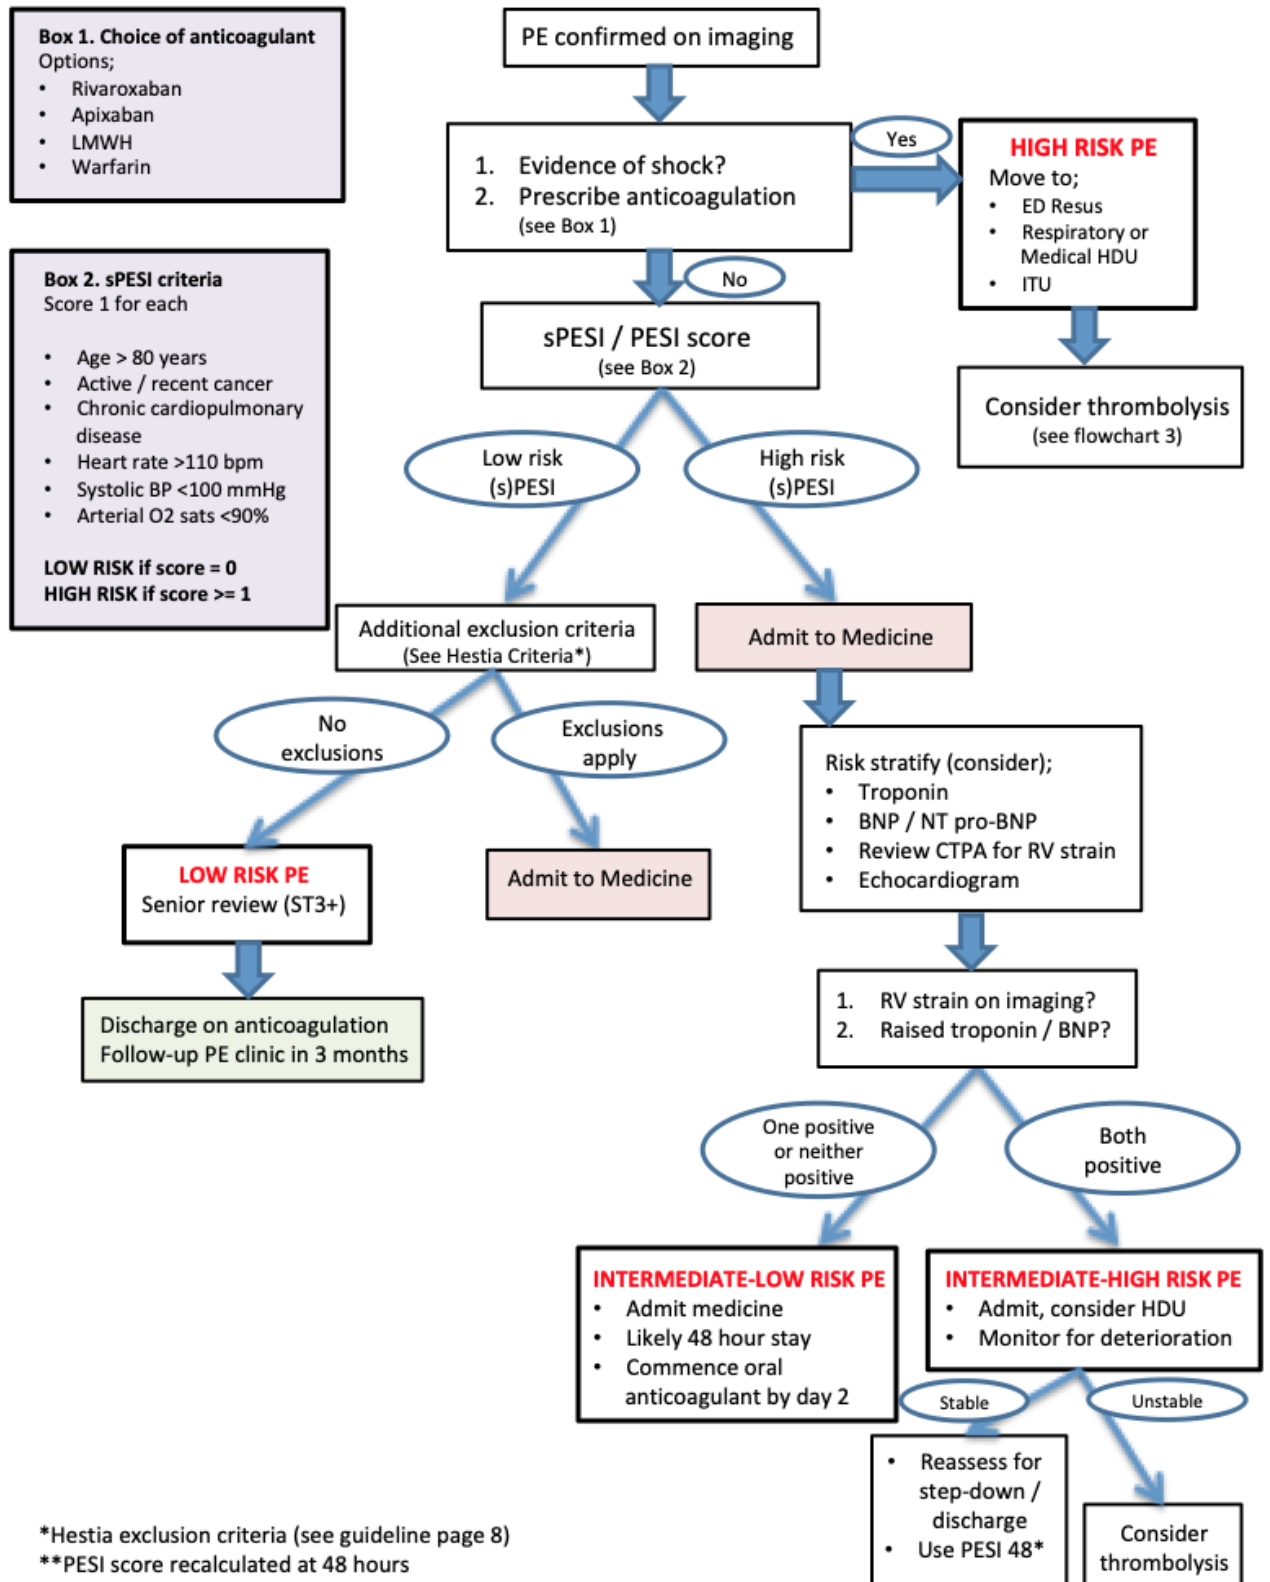 Box 1. Choice of anticoagulant
Options;
• Rivaroxaban
• Apixaban
• LMWH
• Warfarin
Box 2. sPESI criteria
Score 1 for each
• Age > 80 years
• Active / recent cancer
• Chronic cardiopulmonary
disease
• Heart rate >110 bpm
• Systolic BP <100 mmHg
• Arterial O2 sats <90%
LOW RISK if score = 0
HIGH RISK if score >= 1
PE confirmed on imaging
1. Evidence of shock?
2. Prescribe anticoagulation
(see Box 1)
Yes
HIGH RISK PE
Move to;
• ED Resus
• Respiratory or
Medical HDU
• ITU
Consider thrombolysis
(see flowchart 3)
No
sPESI / PESI score
(see Box 2)
Low risk
(s)PESI
High risk
(s)PESI
Additional exclusion criteria
(See Hestia Criteria*)
Admit to Medicine
No
exclusions
Exclusions
apply
LOW RISK PE
Senior review (ST3+)
Admit to Medicine
Discharge on anticoagulation
Follow-up PE clinic in 3 months
Risk stratify (consider);
• Troponin
• BNP / NT pro-BNP
• Review CTPA for RV strain
• Echocardiogram
1. RV strain on imaging?
2. Raised troponin / BNP?
One positive
or neither
positive
Both
positive
INTERMEDIATE-LOW RISK PE
• Admit medicine
• Likely 48 hour stay
• Commence oral
anticoagulant by day 2
INTERMEDIATE-HIGH RISK PE
• Admit, consider HDU
• Monitor for deterioration
Stable
Unstable
• Reassess for
step-down /
discharge
• Use PESI 48*
Consider
thrombolysis
*Hestia exclusion criteria (see guideline page 8)
**PESI score recalculated at 48 hours